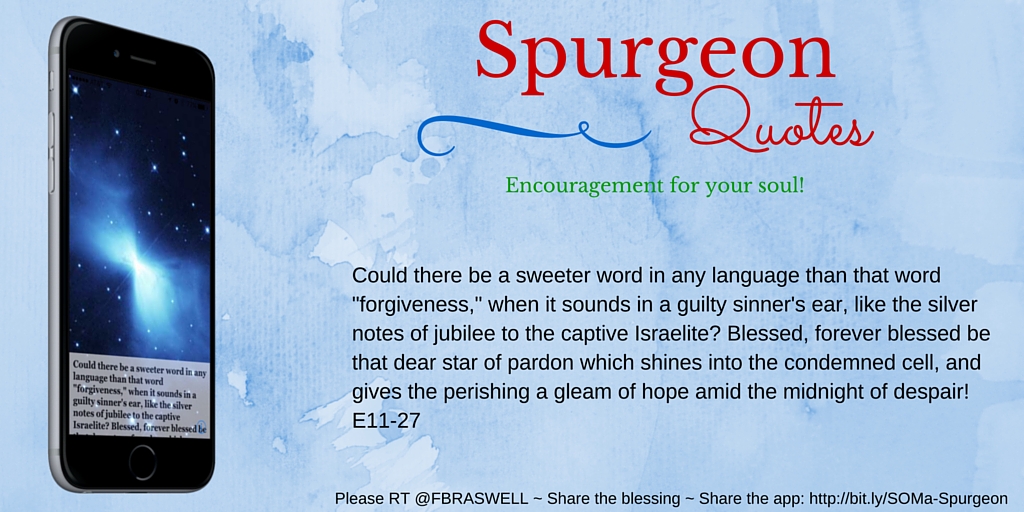 Spurgeon
Quotes
Encouragement for your soul!
Could there be a sweeter word in any language than that word
"forgiveness," when it sounds in a guilty sinner's ear, like the silver
notes of jubilee to the captive Israelite? Blessed, forever blessed be
that dear star of pardon which shines into the condemned cell, and
gives the perishing a gleam of hope amid the midnight of despair!
E11-27
Could there be a sweeter word in any
language than that word
"forgiveness," when it sounds in a
guilty sinner's ear, like the silver
notes of jubilee to the captive
Israelite? Blessed, forever blessed be
Please RT @FBRASWELL ~ Share the blessing ~ Share the app: http://bit.ly/SOMa-Spurgeon